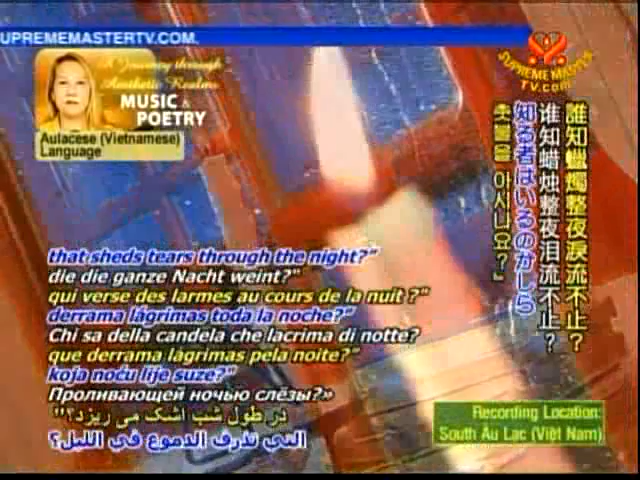 SUPREMEMASTERTV.COM.
SUPREME MASTER
TV.com
A Journey through
Aesthetic Realms
MUSIC &
POETRY
Aulacese (Vietnamese)
Language
誰知蠟燭整夜淚流不止?
谁知蜡烛整夜泪流不止?
知る者はいるのかしら
촛불을 아시나요?』
that sheds tears through the night?"
die die ganze Nacht weint?"
qui verse des larmes au cours de la nuit ?"
derrama lágrimas toda la noche?"
Chi sa della candela che lacrima di notte?
que derrama lágrimas pela noite?"
koja noću lije suze?"
Проливающей ночью слёзы?»
در طول شب اشک می ریزد؟"
التي تذرف الدموع في الليل؟
Recording Location:
South Âu Lạc (Việt Nam)